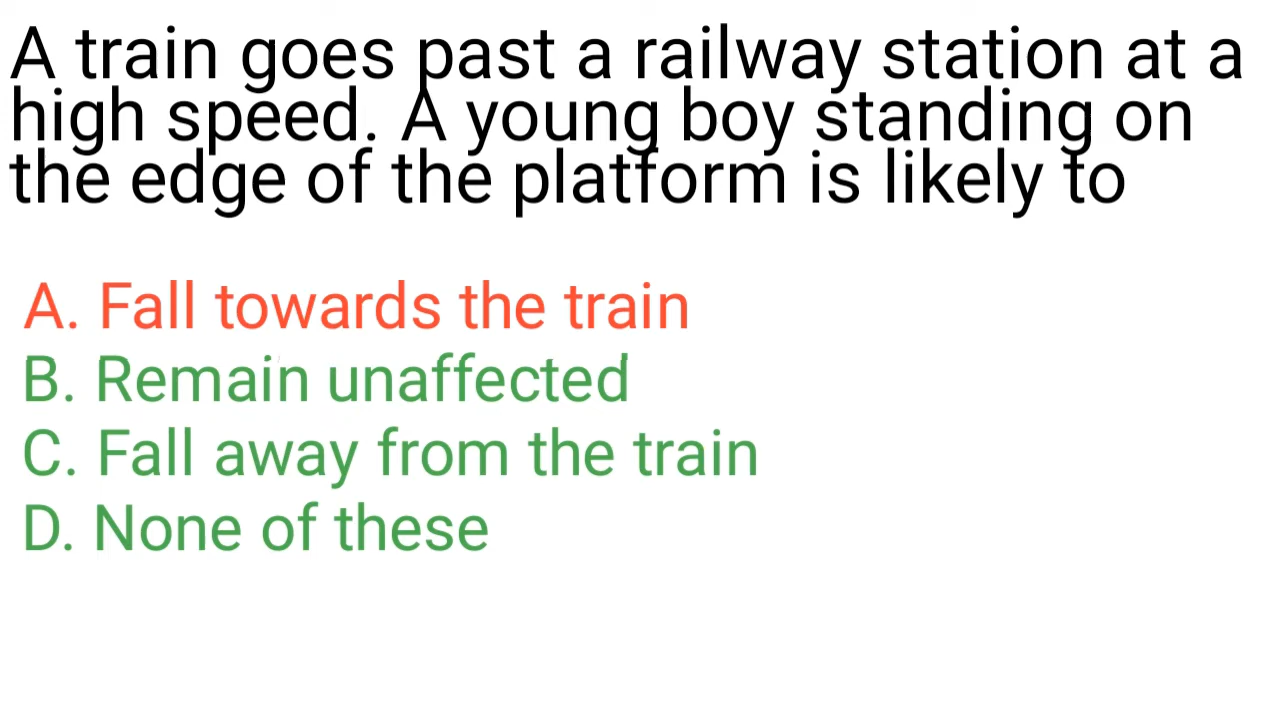 A train goes past a railway station at a
high speed. A young boy standing on
the edge of the platform is likely to
A. Fall towards the train
B. Remain unaffected
C. Fall away from the train
D. None of these